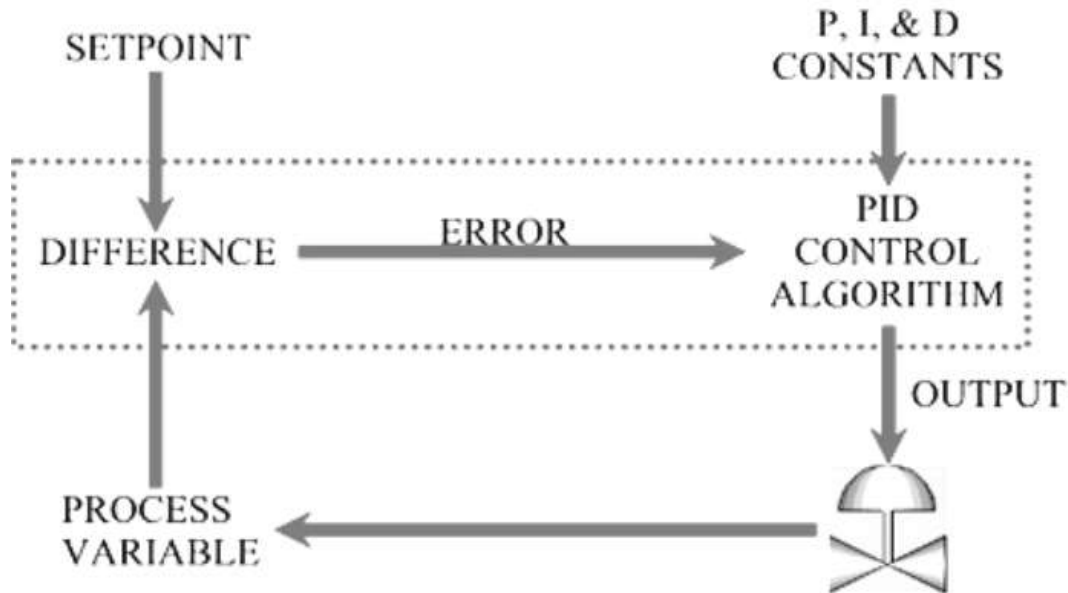 SETPOINT
P, I, & D
CONSTANTS
DIFFERENCE
ERROR
PID
CONTROL
ALGORITHM
OUTPUT
PROCESS
VARIABLE